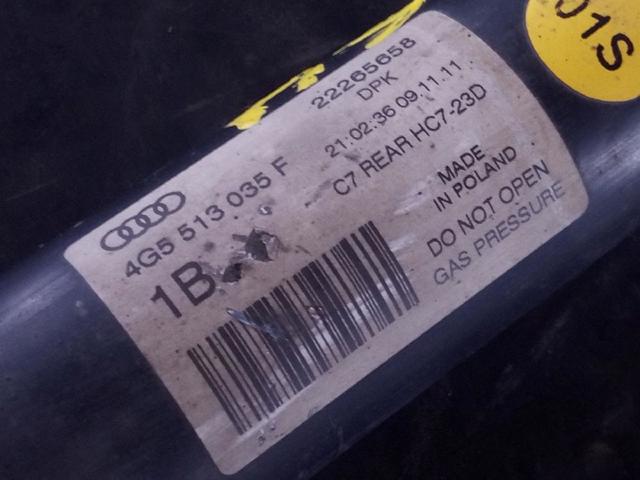 22265658
DPK
21:02:36 09.11.11
C7 REAR HC7-23D
4G5 513 035 F
1B
MADE
IN POLAND
DO NOT OPEN
GAS PRESSURE
01S